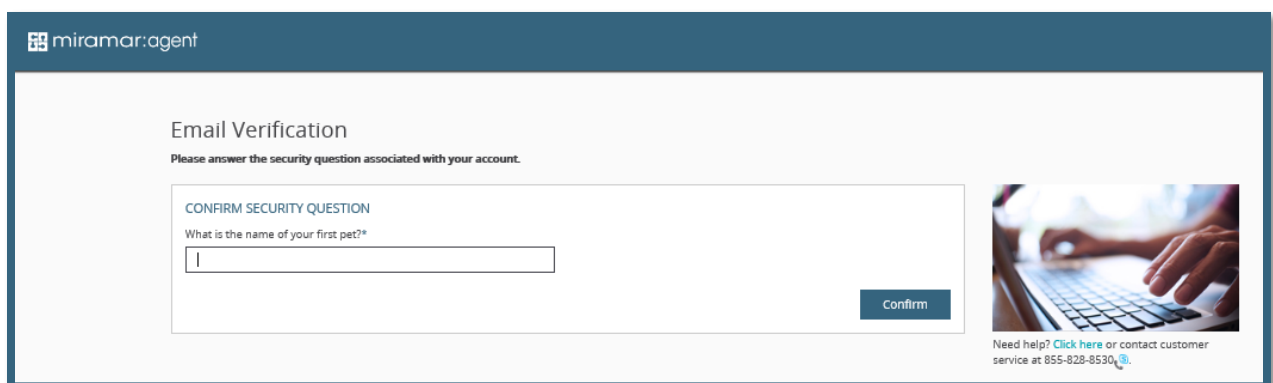 miramar:agent
Email Verification
Please answer the security question associated with your account.
CONFIRM SECURITY QUESTION
What is the name of your first pet?*
Confirm
Need help? Click here or contact customer
service at 855-828-8530.